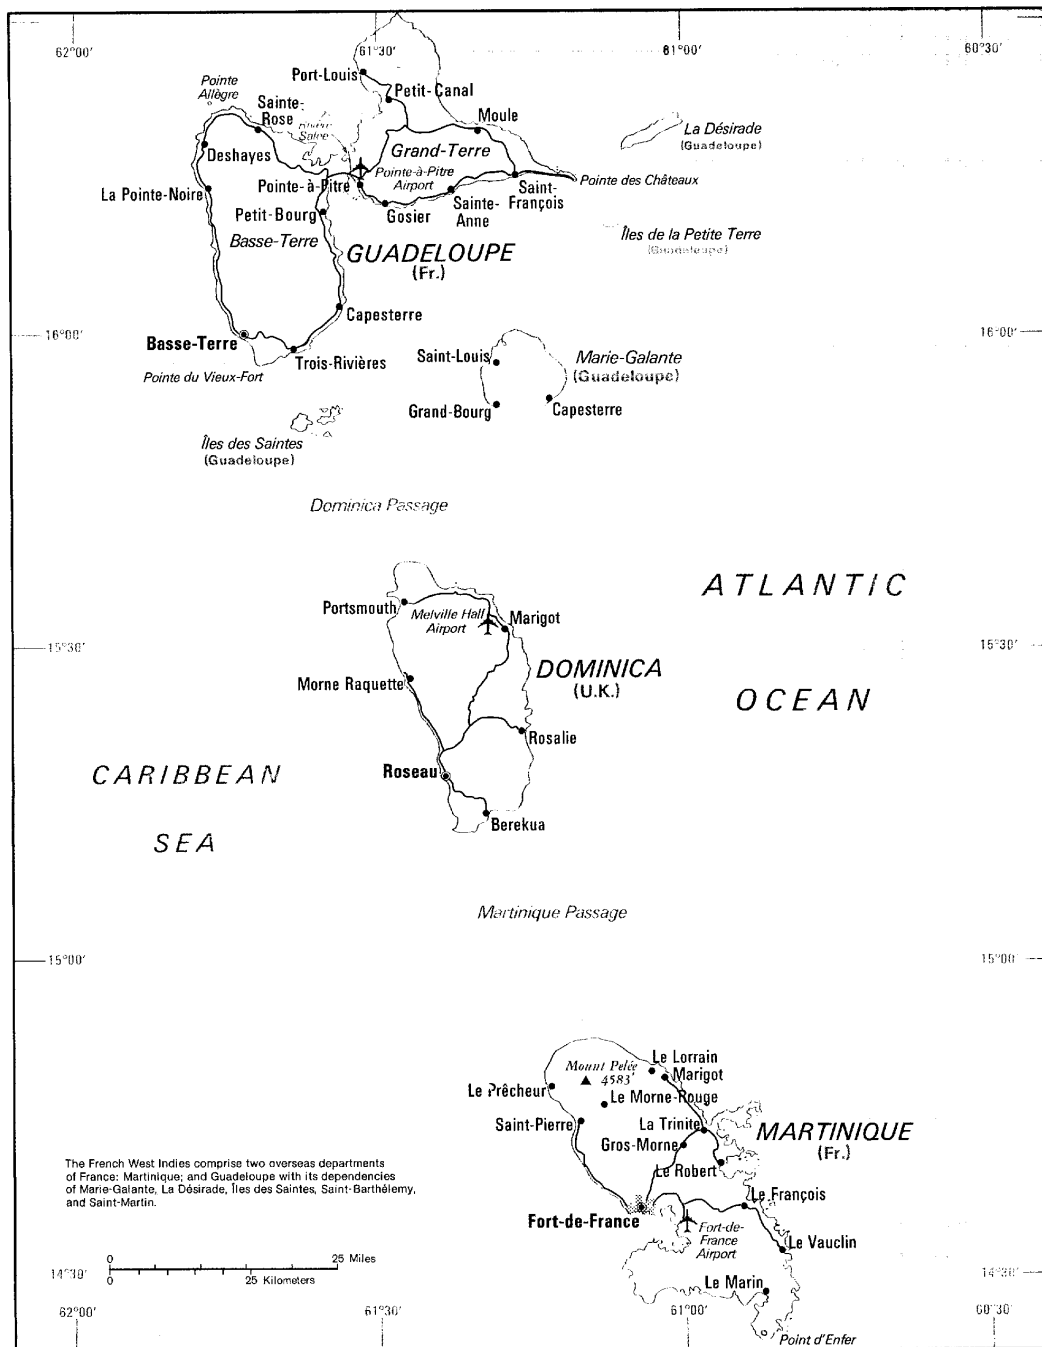 62°00'
61°30'
61°00'
60°30'
Port-Louis
Petit-Canal
Pointe
Allègre
Sainte-
Rose
Rivière
Salée
Moule
La Désirade
(Guadeloupe)
Deshayes
Grand-Terre
Pointe-à-Pitre
Pointe-à-Pitre
Airport
Pointe des Châteaux
La Pointe-Noire
Saint-
François
Sainte-
Anne
Petit-Bourg
Gosier
Basse-Terre
Îles de la Petite Terre
(Guadeloupe)
GUADELOUPE
(Fr.)
Capesterre
16°00'
16°00'
Basse-Terre
Trois-Rivières
Saint-Louis
Marie-Galante
(Guadeloupe)
Pointe du Vieux-Fort
Grand-Bourg
Capesterre
Îles des Saintes
(Guadeloupe)
Dominica Passage
ATLANTIC
OCEAN
Portsmouth
Melville Hall
Airport
Marigot
15°30'
15°30'
DOMINICA
(U.K.)
Morne Raquette
Rosalie
CARIBBEAN
SEA
Roseau
Berekua
Martinique Passage
15°00'
15°00'
Mount Pelée
4583'
Le Lorrain
Marigot
Le Prêcheur
Le Morne-Rouge
Saint-Pierre
La Trinite
MARTINIQUE
(Fr.)
Gros-Morne
Le Robert
The French West Indies comprise two overseas departments
of France: Martinique; and Guadeloupe with its dependencies
of Marie-Galante, La Désirade, Îles des Saintes, Saint-Barthélemy,
and Saint-Martin.
Le François
Fort-de-France
Fort-de-
France
Airport
Le Vauclin
0 25 Miles
0 25 Kilometers
14°30'
14°30'
Le Marin
62°00'
61°30'
61°00'
60°30'
Point d'Enfer